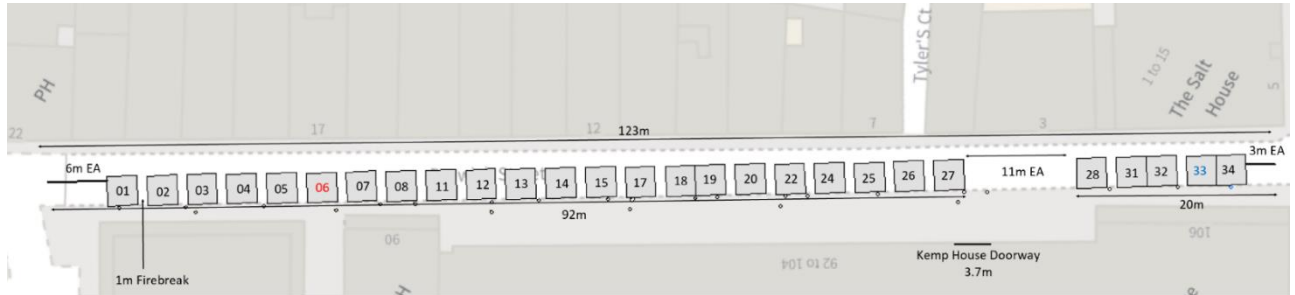 PH
22
17
12
7
Tyler'S Ct
3
1 to 15
The Salt
House
5
123m
6m EA
3m EA
01 02 03 04 05 06 07 08 11 12 13 14 15 17 18 19 20 22 24 25 26 27
11m EA
28 31 32 33 34
92m
20m
1m Firebreak
90
92 to 104
106
Kemp House Doorway
3.7m